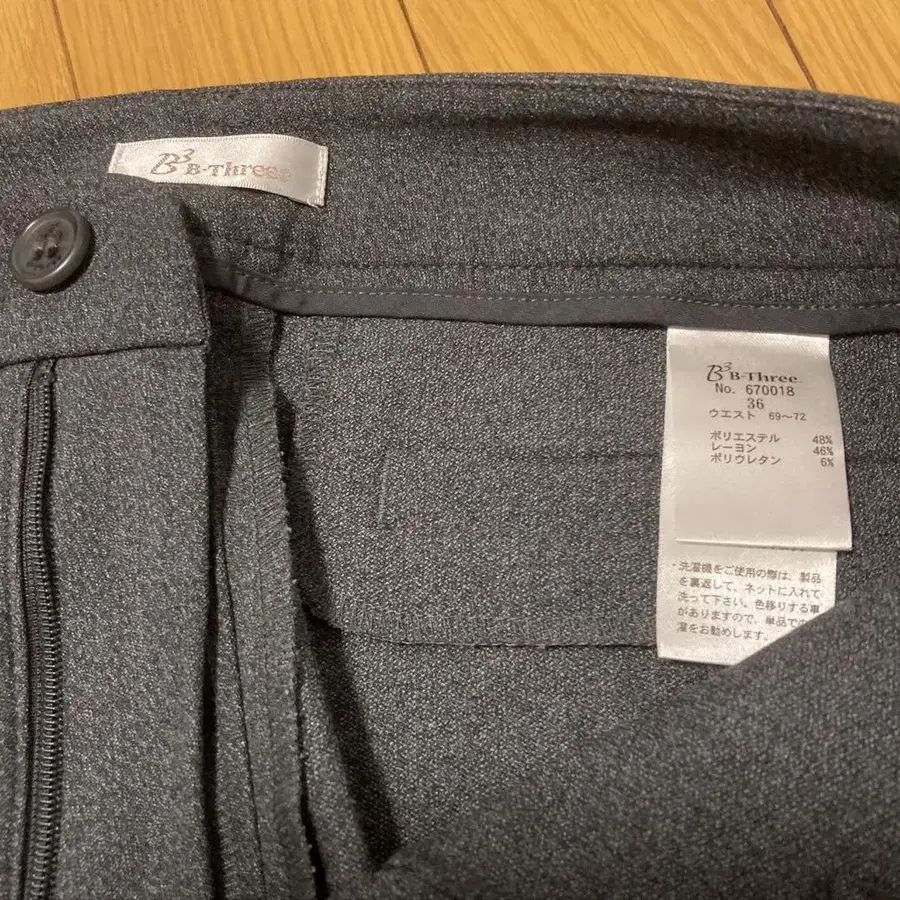 B³ B-Three
B³ B-Three
No. 670018
36
ウエスト 69〜72
ポリエステル 48%
レーヨン 46%
ポリウレタン 6%
・洗濯機をご使用の際は、製品
を裏返して、ネットに入れて
洗って下さい。色移りする事
がありますので、単品での
濯をお勧めします。